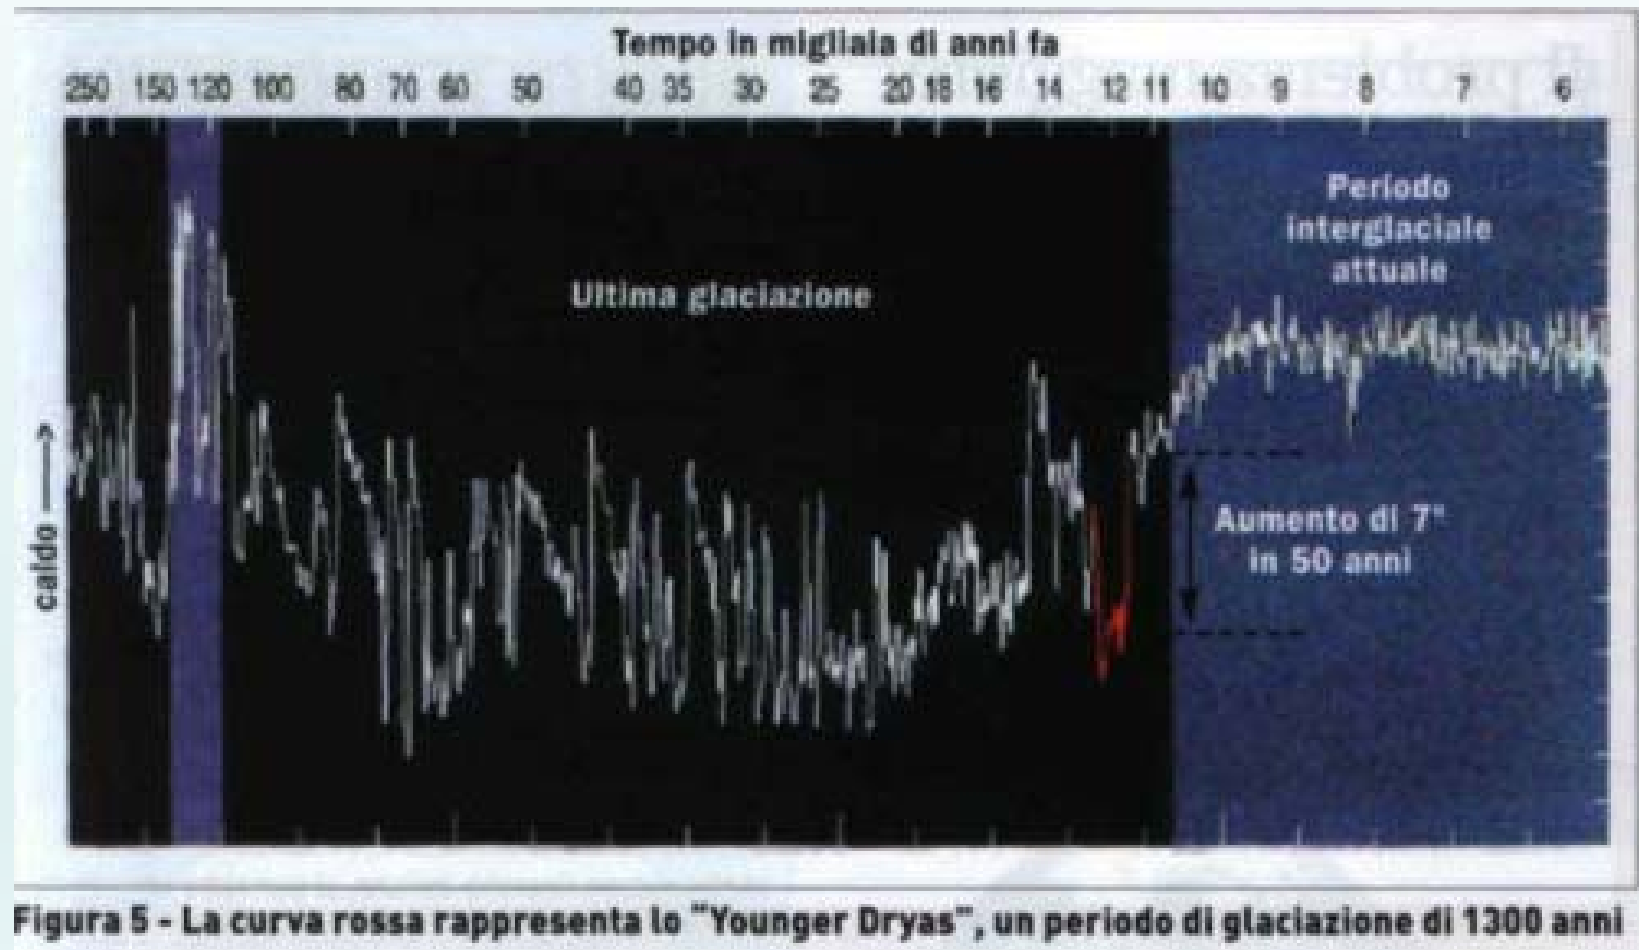 Tempo in migliaia di anni fa
250 150 120 100 80 70 60 50 40 35 30 25 20 18 16 14 12 11 10 9 8 7 6
Periodo
interglaciale
attuale
Ultima glaciazione
caldo
Aumento di 7°
in 50 anni
Figura 5 - La curva rossa rappresenta lo "Younger Dryas", un periodo di glaciazione di 1300 anni